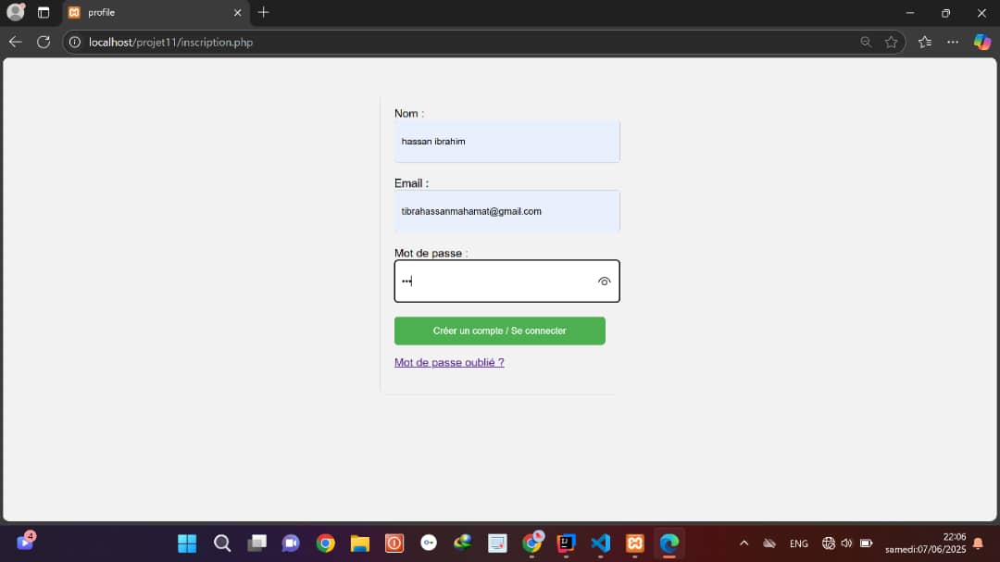 profile
localhost/projet11/inscription.php
Nom :
hassan ibrahim
Email :
tibrahassanmahamat@gmail.com
Mot de passe :
•••
Créer un compte / Se connecter
Mot de passe oublié ?
4
ENG
22:06
samedi:07/06/2025